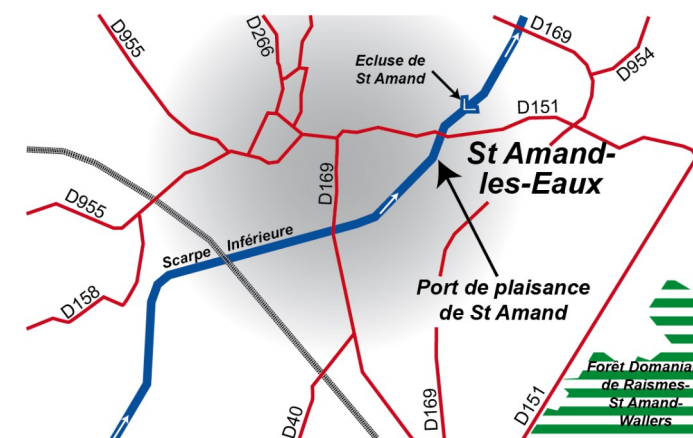 D955
D266
D169
Ecluse de
St Amand
D954
D151
St Amand-
les-Eaux
D169
D955
Scarpe Inférieure
Port de plaisance
de St Amand
D158
Forêt Domania
de Raismes-
St Amand-
Wallers
D40
D169
D151